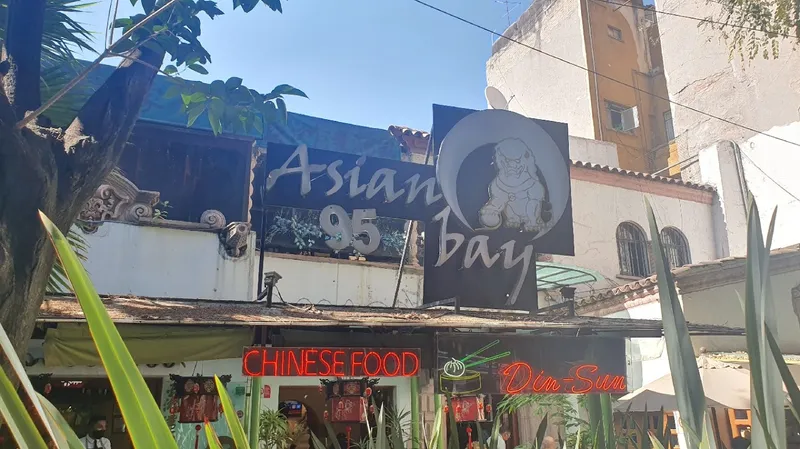 Asian
95
bay
CHINESE FOOD
Din-Sun